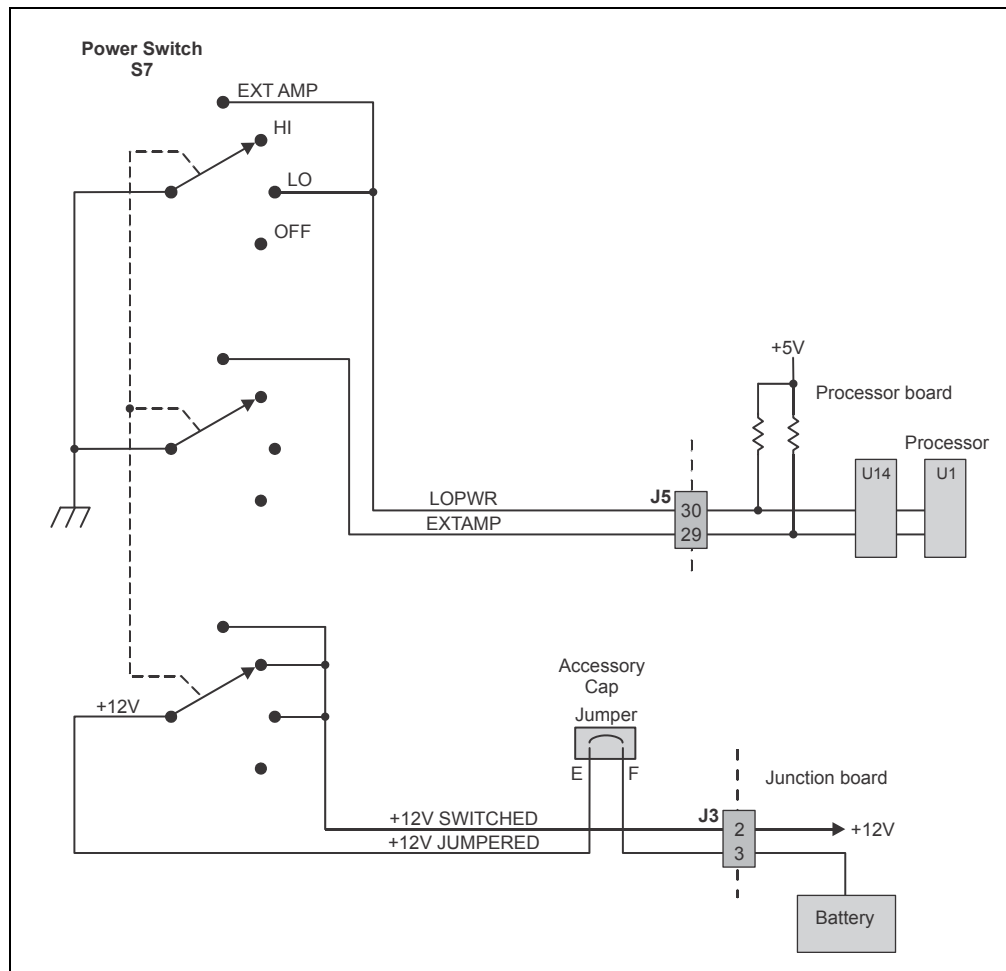 Power Switch
S7
EXT AMP
HI
LO
OFF
+5V
Processor board
Processor
U14
U1
J5
LOPWR
30
EXTAMP
29
Accessory
Cap
Jumper
+12V
E
F
Junction board
+12V SWITCHED
J3
2
+12V
+12V JUMPERED
3
Battery